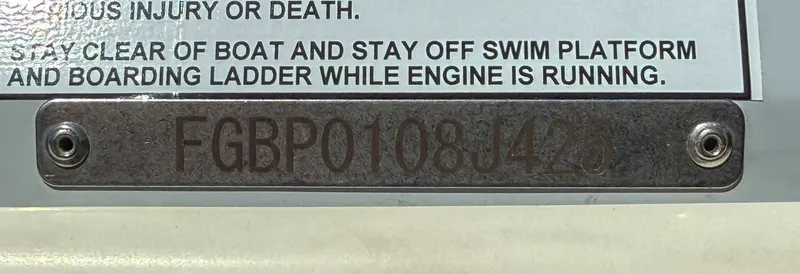 RIOUS INJURY OR DEATH.
STAY CLEAR OF BOAT AND STAY OFF SWIM PLATFORM
AND BOARDING LADDER WHILE ENGINE IS RUNNING.
FGBP0108J425